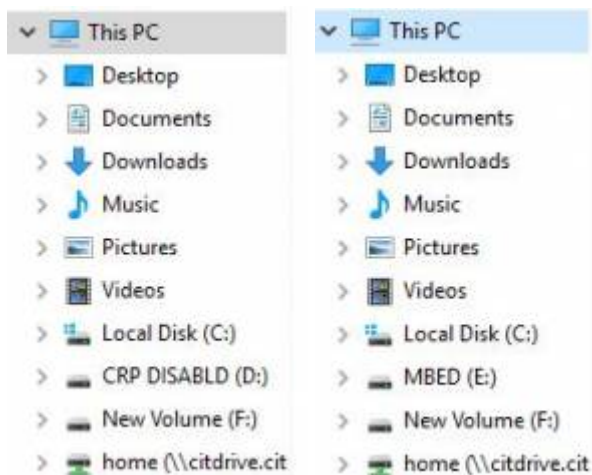 This PC
Desktop
Documents
Downloads
Music
Pictures
Videos
Local Disk (C:)
CRP DISABLD (D:)
New Volume (F:)
home (\\citdrive.cit
This PC
Desktop
Documents
Downloads
Music
Pictures
Videos
Local Disk (C:)
MBED (E:)
New Volume (F:)
home (\\citdrive.cit